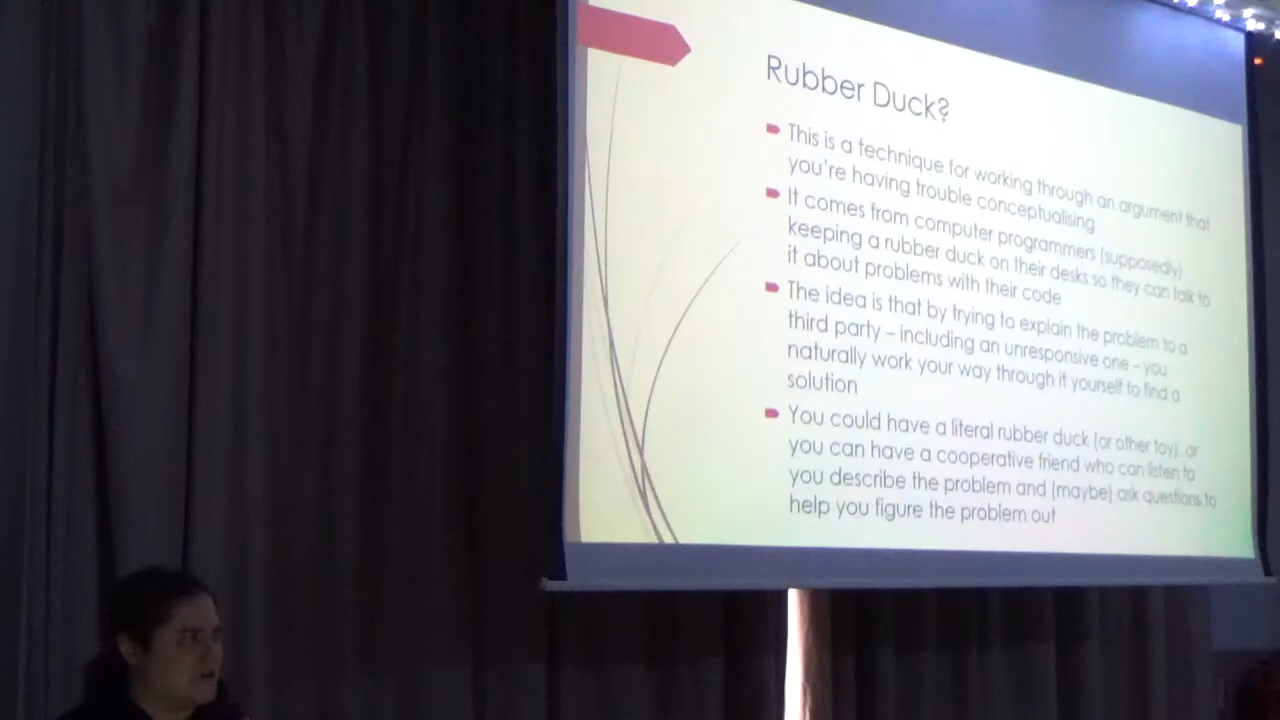 Rubber Duck?
This is a technique for working through an argument that
you're having trouble conceptualising
It comes from computer programmers (supposedly)
keeping a rubber duck on their desks so they can talk to
it about problems with their code
The idea is that by trying to explain the problem to a
third party – including an unresponsive one – you
naturally work your way through it yourself to find a
solution
You could have a literal rubber duck (or other toy), or
you can have a cooperative friend who can listen to
you describe the problem and (maybe) ask questions to
help you figure the problem out